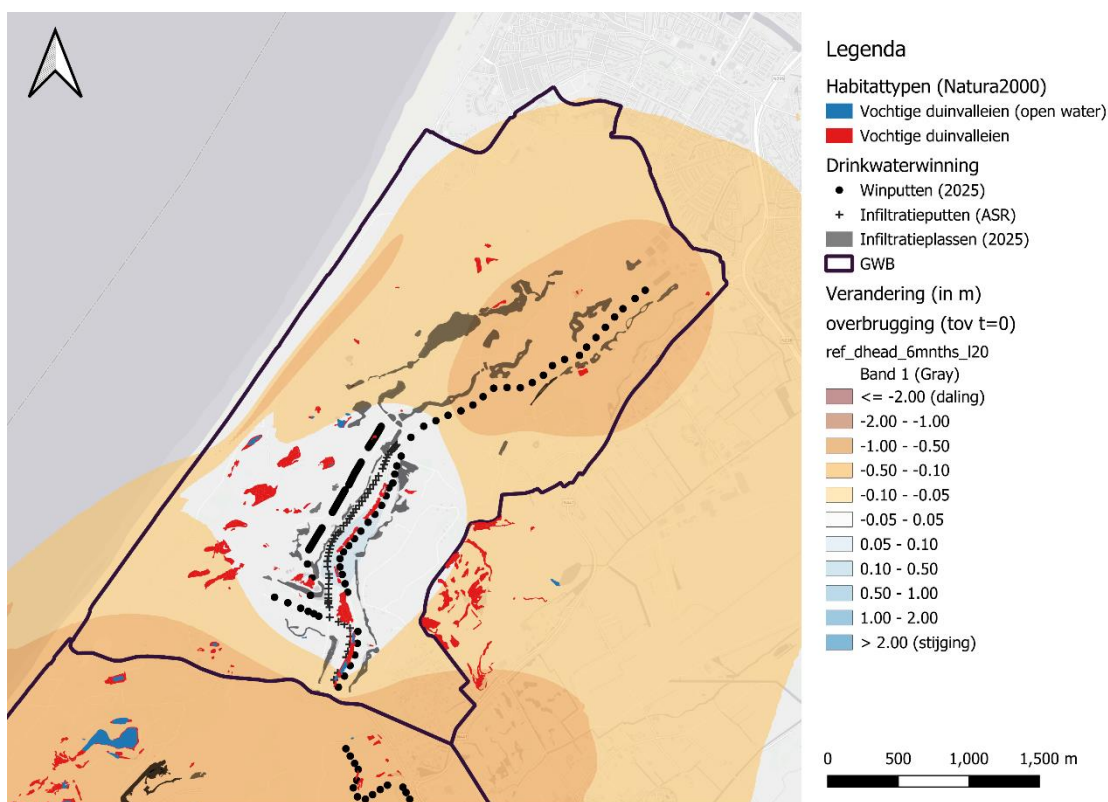 Legenda
Habitattypen (Natura2000)
Vochtige duinvalleien (open water)
Vochtige duinvalleien
Drinkwaterwinning
Winputten (2025)
Infiltratieputten (ASR)
Infiltratieplassen (2025)
GWB
Verandering (in m)
overbrugging (tov t=0)
ref_dhead_6mnths_l20
Band 1 (Gray)
<= -2.00 (daling)
-2.00 - -1.00
-1.00 - -0.50
-0.50 - -0.10
-0.10 - -0.05
-0.05 - 0.05
0.05 - 0.10
0.10 - 0.50
0.50 - 1.00
1.00 - 2.00
> 2.00 (stijging)
0 500 1,000 1,500 m